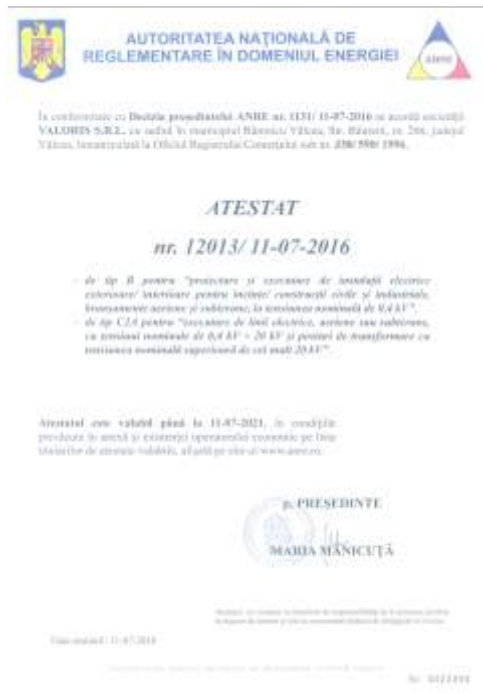 AUTORITATEA NAȚIONALĂ DE
REGLEMENTARE ÎN DOMENIUL ENERGIEI
ANRE
În conformitate cu Decizia președintelui ANRE nr. 1131/ 11-07-2016 se acordă societății
VALORIS S.R.L. cu sediul în municipiul Râmnicu Vâlcea, Str. nr. județul
Vâlcea, înmatriculată la Oficiul Registrului Comerțului sub nr.
ATESTAT
nr. 12013/ 11-07-2016
- de tip B pentru "proiectare și executare de instalații electrice
exterioare/ interioare pentru incinte/ construcții civile și industriale,
branșamente aeriene și subterane, la tensiunea nominală de 0,4 kV"
- de tip C2A pentru "executare de linii electrice, aeriene sau subterane,
cu tensiuni nominale de 0,4 kV ÷ 20 kV și posturi de transformare cu
tensiunea nominală superioară de cel mult 20 kV"
Atestatul este valabil până la 11-07-2021, în condițiile
prevăzute în anexă și existenței operatorului economic pe lista
titularilor de atestate valabile, afișată pe site-ul www.anre.ro.
p. PREȘEDINTE
MARIA MĂNICUȚĂ
Data emiterii: 11-07-2016